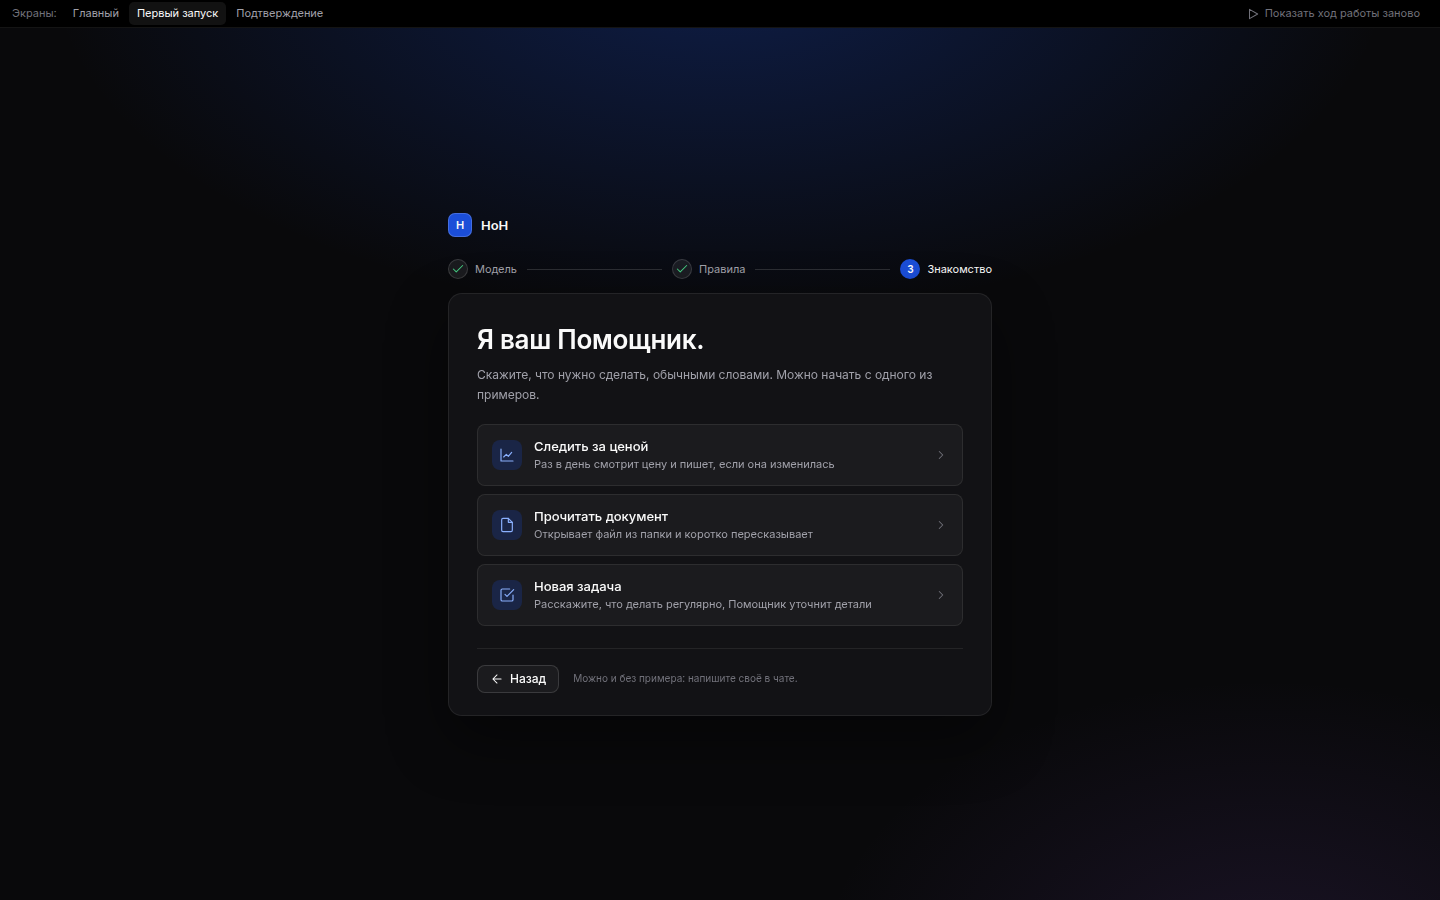 Экраны: Главный Первый запуск Подтверждение Показать ход работы заново
H HoH
Модель Правила 3 Знакомство
Я ваш Помощник.
Скажите, что нужно сделать, обычными словами. Можно начать с одного из
примеров.
Следить за ценой
Раз в день смотрит цену и пишет, если она изменилась
Прочитать документ
Открывает файл из папки и коротко пересказывает
Новая задача
Расскажите, что делать регулярно, Помощник уточнит детали
Назад Можно и без примера: напишите своё в чате.